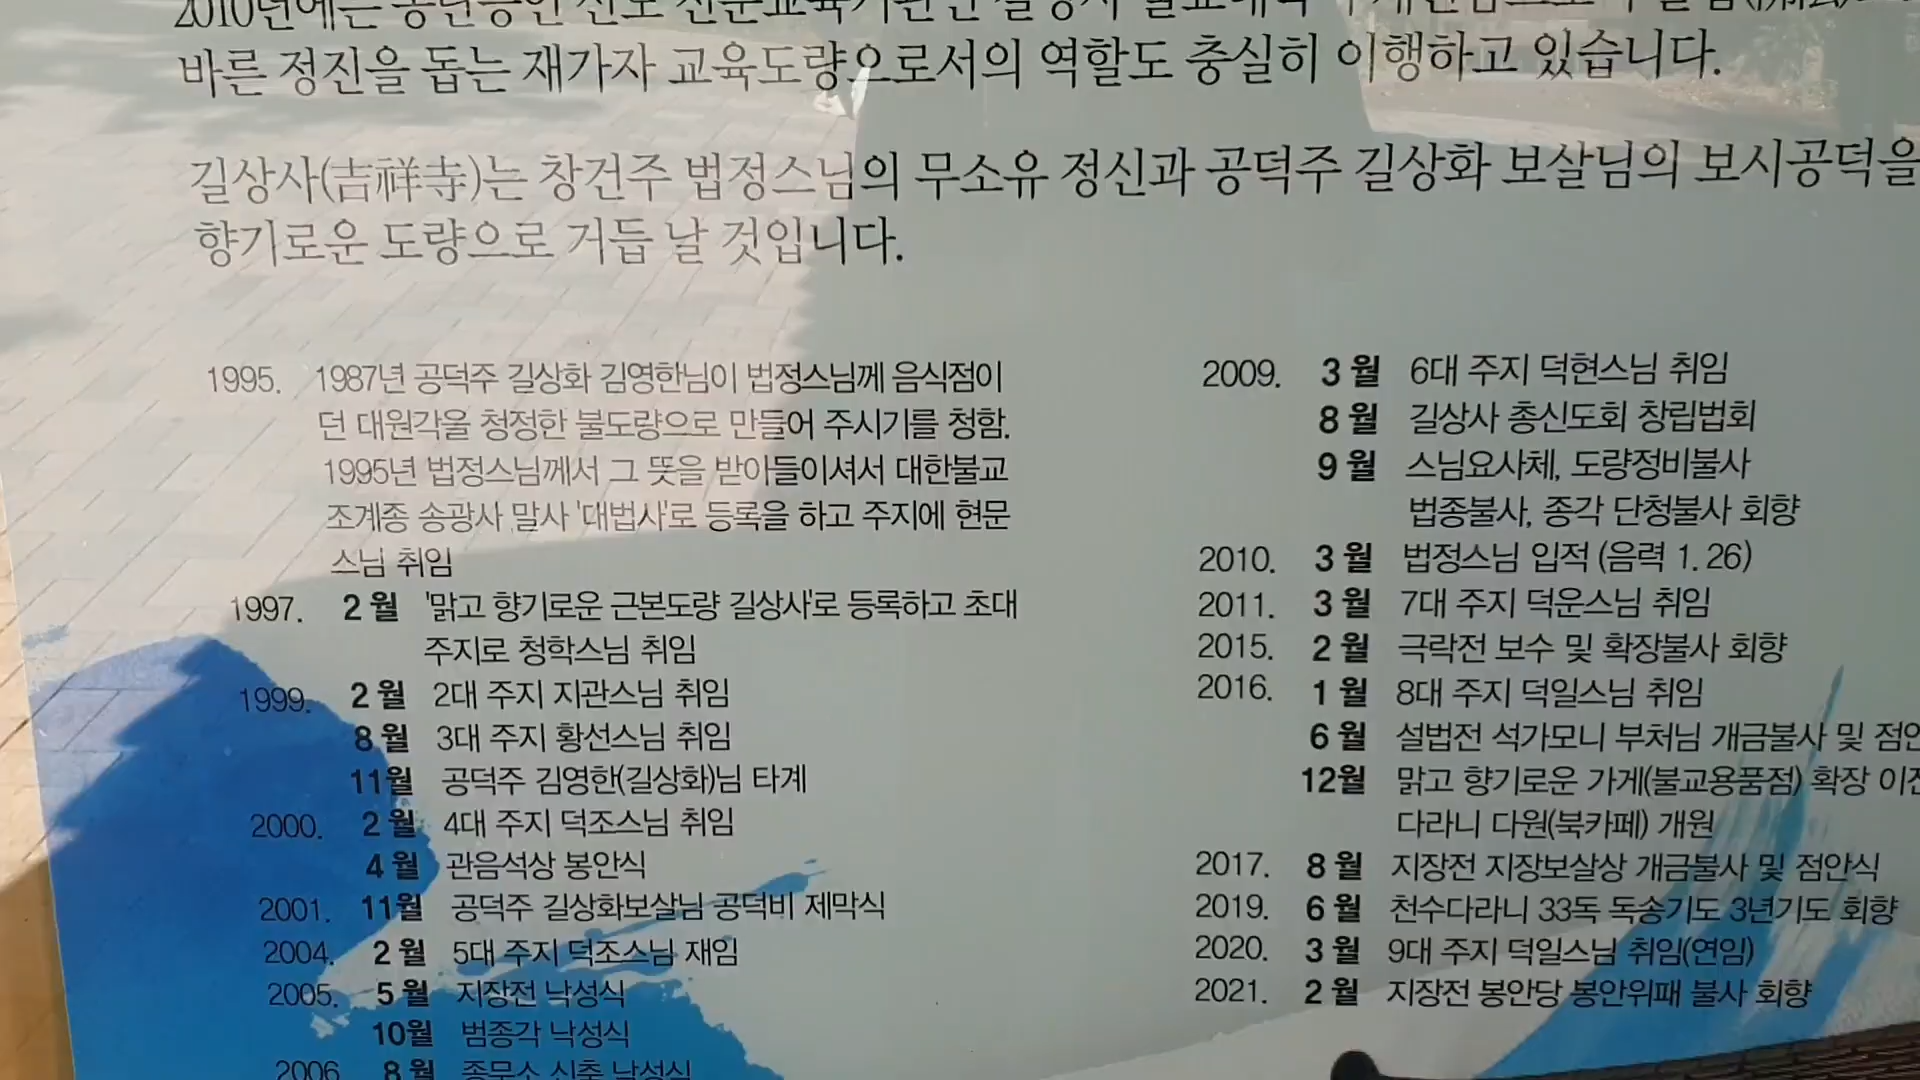 바른 정진을 돕는 재가자 교육도량으로서의 역할도 충실히 이행하고 있습니다.
길상사(吉祥寺)는 창건주 법정스님의 무소유 정신과 공덕주 길상화 보살님의 보시공덕을
향기로운 도량으로 거듭 날 것입니다.
1995. 1987년 공덕주 길상화 김영한님이 법정스님께 음식점이
던 대원각을 청정한 불도량으로 만들어 주시기를 청함.
1995년 법정스님께서 그 뜻을 받아들이셔서 대한불교
조계종 송광사 말사 '대법사'로 등록을 하고 주지에 현문
스님 취임
1997. 2월 '맑고 향기로운 근본도량 길상사'로 등록하고 초대
주지로 청학스님 취임
1999. 2월 2대 주지 지관스님 취임
8월 3대 주지 황선스님 취임
11월 공덕주 김영한(길상화)님 타계
2000. 2월 4대 주지 덕조스님 취임
4월 관음석상 봉안식
2001. 11월 공덕주 길상화보살님 공덕비 제막식
2004. 2월 5대 주지 덕조스님 재임
2005. 5월 지장전 낙성식
10월 범종각 낙성식
2006 8월 종무소 신축 낙성식
2009. 3월 6대 주지 덕현스님 취임
8월 길상사 총신도회 창립법회
9월 스님요사체, 도량정비불사
법종불사, 종각 단청불사 회향
2010. 3월 법정스님 입적 (음력 1. 26)
2011. 3월 7대 주지 덕운스님 취임
2015. 2월 극락전 보수 및 확장불사 회향
2016. 1월 8대 주지 덕일스님 취임
6월 설법전 석가모니 부처님 개금불사 및 점안
12월 맑고 향기로운 가게(불교용품점) 확장 이전
다라니 다원(북카페) 개원
2017. 8월 지장전 지장보살상 개금불사 및 점안식
2019. 6월 천수다라니 33독 독송기도 3년기도 회향
2020. 3월 9대 주지 덕일스님 취임(연임)
2021. 2월 지장전 봉안당 봉안위패 불사 회향